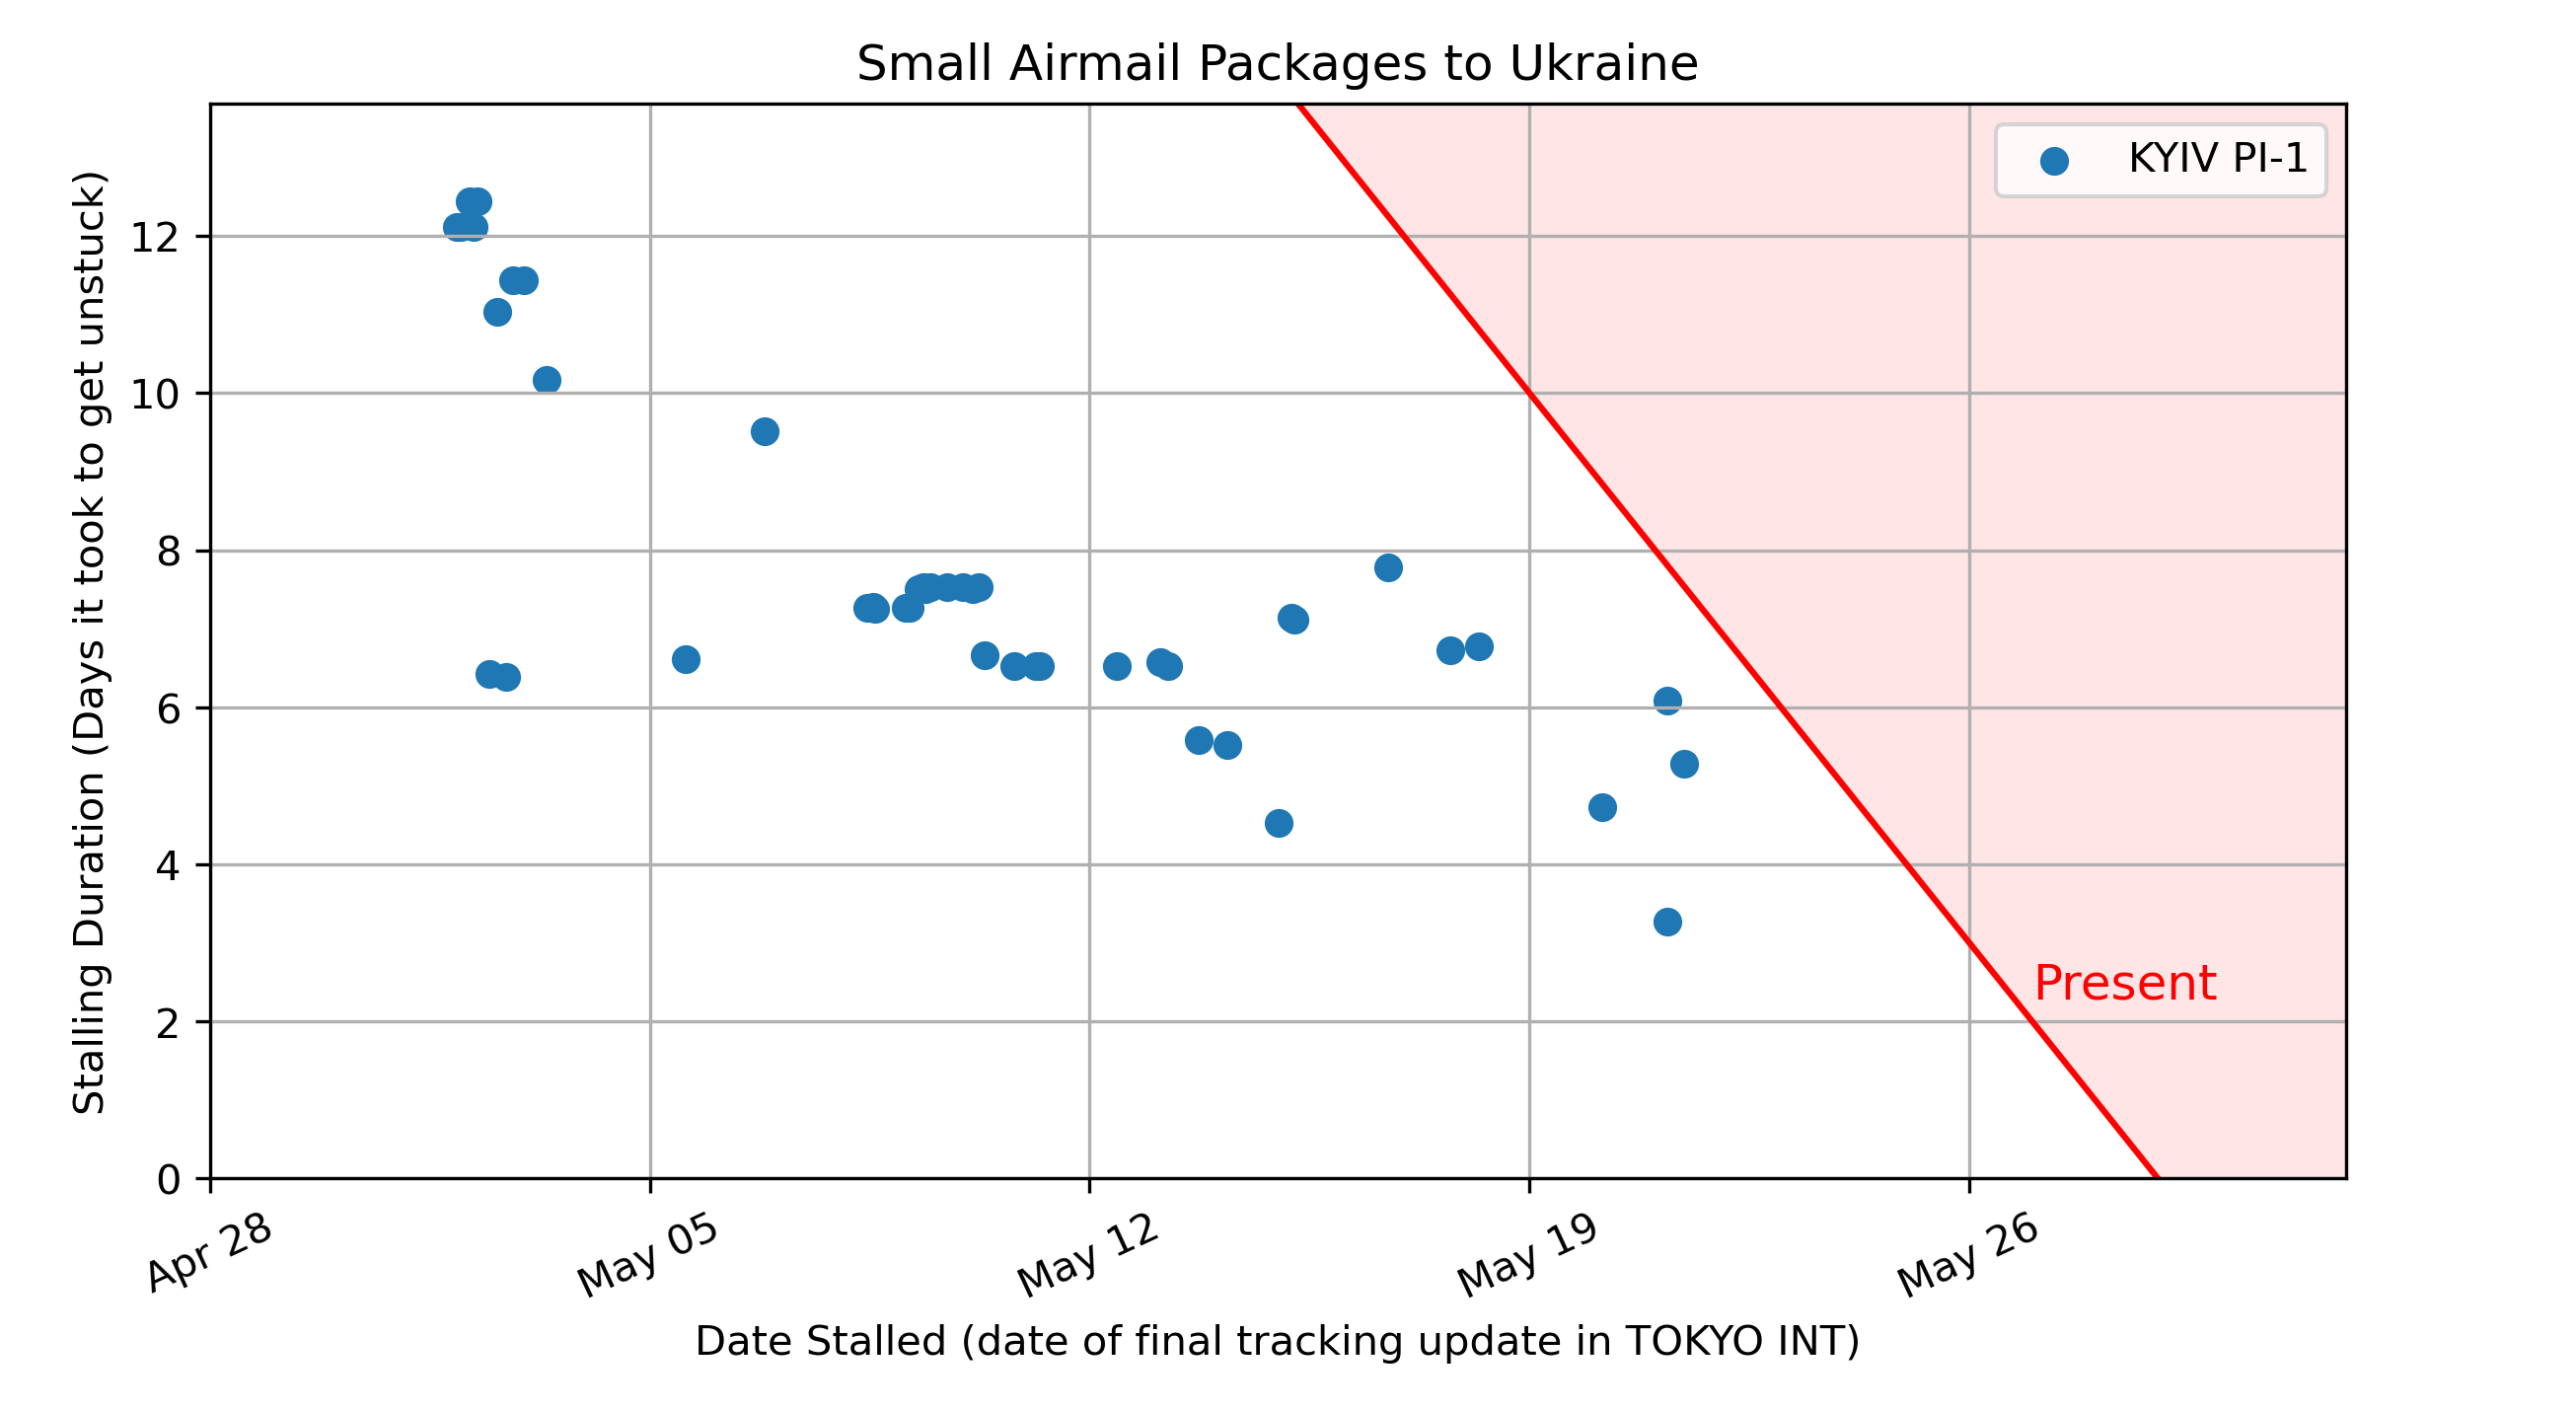 Small Airmail Packages to Ukraine
KYIV PI-1
Stalling Duration (Days it took to get unstuck)
12
10
8
6
4
2
0
Present
Apr 28
May 05
May 12
May 19
May 26
Date Stalled (date of final tracking update in TOKYO INT)